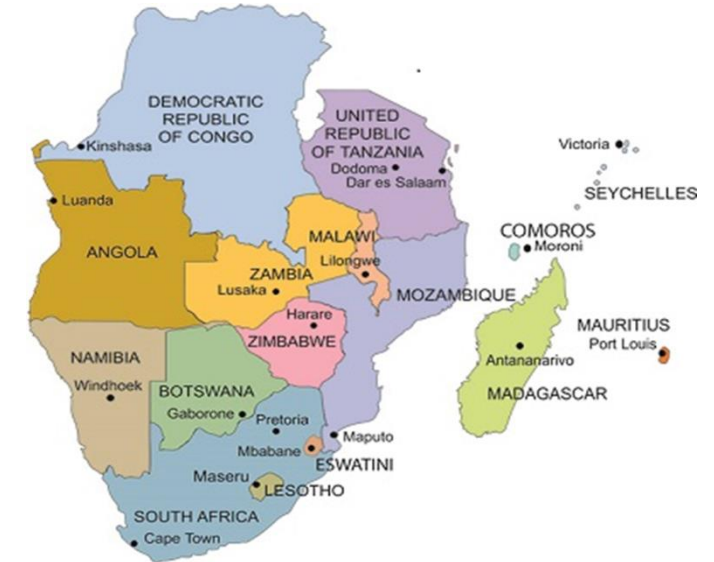 DEMOCRATIC
REPUBLIC
OF CONGO
Kinshasa
UNITED
REPUBLIC
OF TANZANIA
Dodoma
Dar es Salaam
Victoria
SEYCHELLES
Luanda
ANGOLA
MALAWI
Lilongwe
ZAMBIA
Lusaka
COMOROS
Moroni
MOZAMBIQUE
Harare
ZIMBABWE
MAURITIUS
Port Louis
Antananarivo
MADAGASCAR
NAMIBIA
Windhoek
BOTSWANA
Gaborone
Pretoria
Maputo
Mbabane
ESWATINI
Maseru
LESOTHO
SOUTH AFRICA
Cape Town